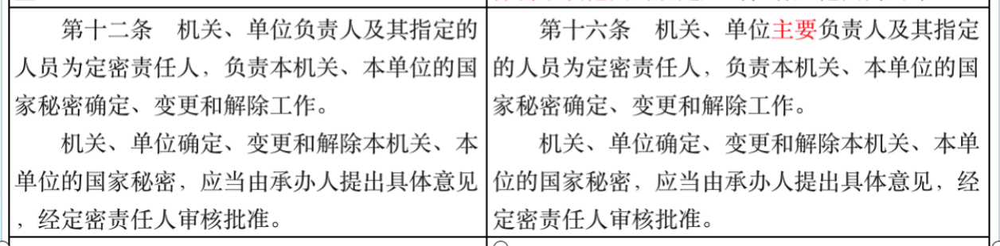 第十二条　机关、单位负责人及其指定的
人员为定密责任人，负责本机关、本单位的国
家秘密确定、变更和解除工作。
机关、单位确定、变更和解除本机关、本
单位的国家秘密，应当由承办人提出具体意见
，经定密责任人审核批准。
第十六条　机关、单位主要负责人及其指定
的人员为定密责任人，负责本机关、本单位的国
家秘密确定、变更和解除工作。
机关、单位确定、变更和解除本机关、本单
位的国家秘密，应当由承办人提出具体意见，经
定密责任人审核批准。